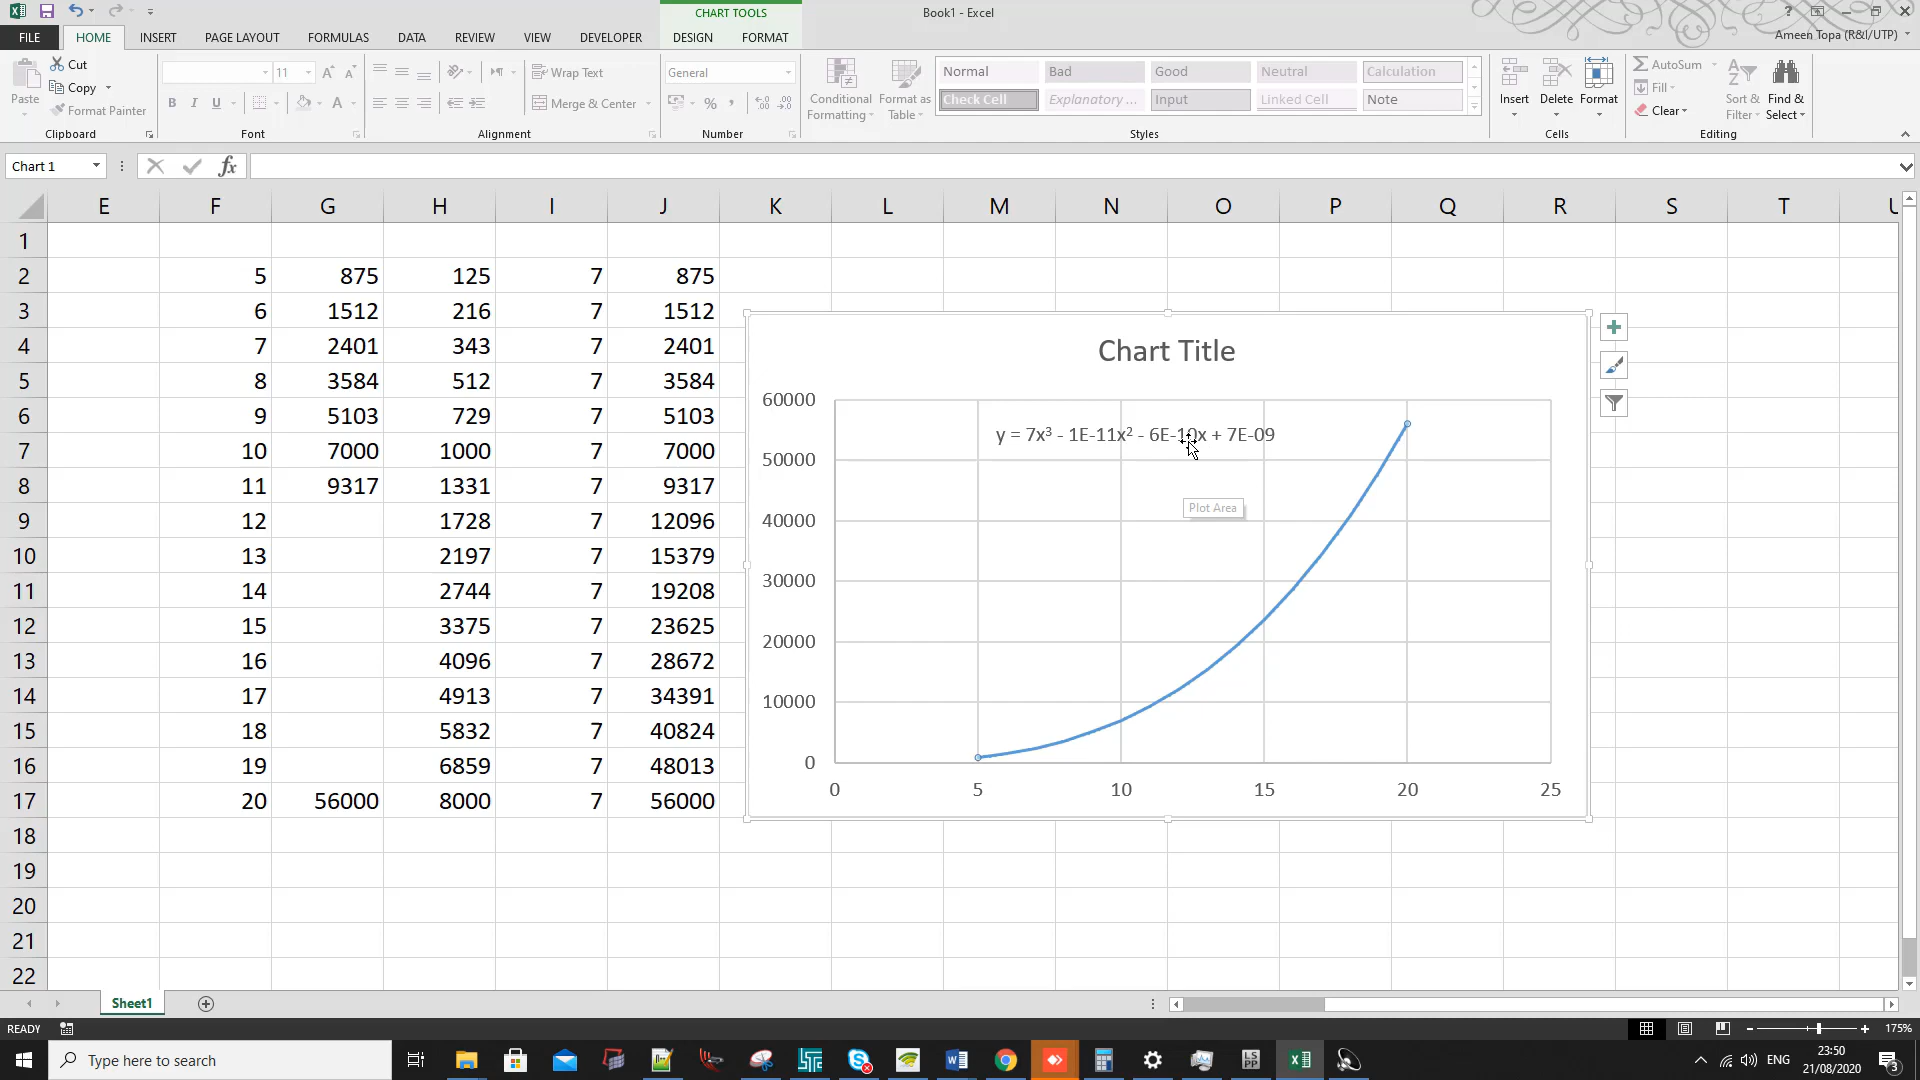 CHART TOOLS
Book1 - Excel
?
FILE HOME INSERT PAGE LAYOUT FORMULAS DATA REVIEW VIEW DEVELOPER DESIGN FORMAT
Ameen Topa (R&I/UTP)
Paste
Cut
Copy
Format Painter
Clipboard
11
B I U
Font
Wrap Text
Merge & Center
Alignment
General
%
Number
Conditional Formatting
Format as Table
Normal Bad Good Neutral Calculation
Check Cell Explanatory ... Input Linked Cell Note
Styles
Insert Delete Format
Cells
AutoSum
Fill
Clear
Sort & Filter
Find & Select
Editing
Chart 1
fx
E F G H I J K L M N O P Q R S T U
1
2 5 875 125 7 875
3 6 1512 216 7 1512
4 7 2401 343 7 2401
5 8 3584 512 7 3584
6 9 5103 729 7 5103
7 10 7000 1000 7 7000
8 11 9317 1331 7 9317
9 12 1728 7 12096
10 13 2197 7 15379
11 14 2744 7 19208
12 15 3375 7 23625
13 16 4096 7 28672
14 17 4913 7 34391
15 18 5832 7 40824
16 19 6859 7 48013
17 20 56000 8000 7 56000
18
19
20
21
22
Chart Title
60000
y = 7x³ - 1E-11x² - 6E-10x + 7E-09
50000
Plot Area
40000
30000
20000
10000
0
0 5 10 15 20 25
Sheet1
READY
175%
Type here to search
LS PP
ENG
23:50
21/08/2020
3